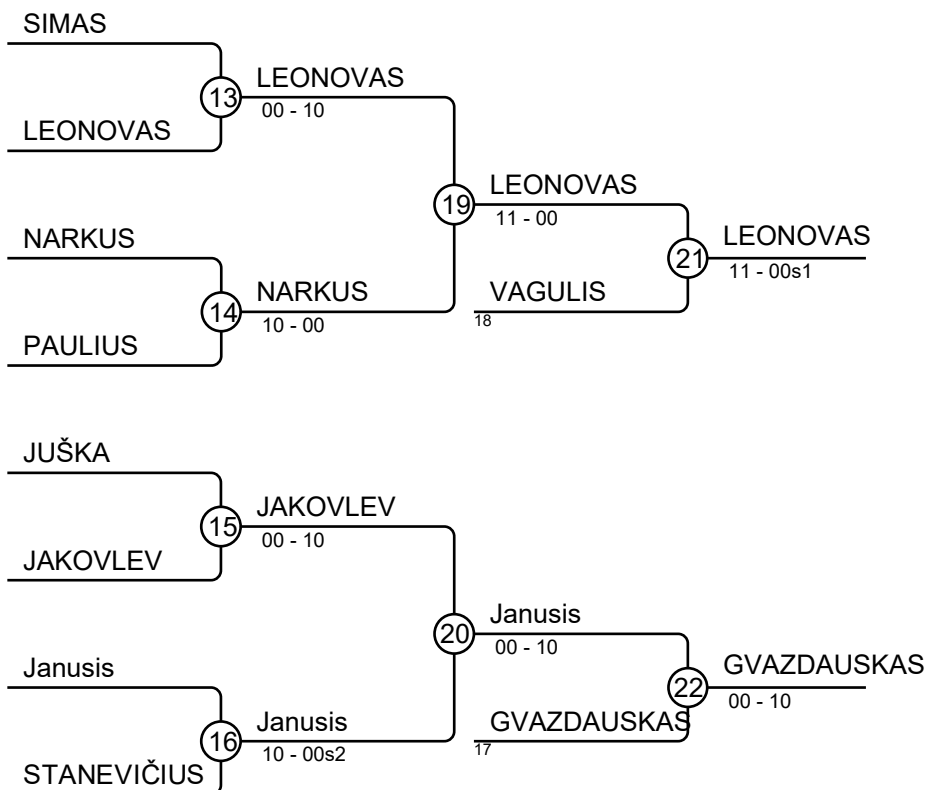 SIMAS
13
LEONOVAS
00 - 10
LEONOVAS
19
LEONOVAS
11 - 00
NARKUS
21
LEONOVAS
11 - 00s1
14
NARKUS
10 - 00
VAGULIS
18
PAULIUS
JUŠKA
15
JAKOVLEV
00 - 10
JAKOVLEV
20
Janusis
00 - 10
Janusis
22
GVAZDAUSKAS
00 - 10
16
Janusis
10 - 00s2
GVAZDAUSKAS
17
STANEVIČIUS